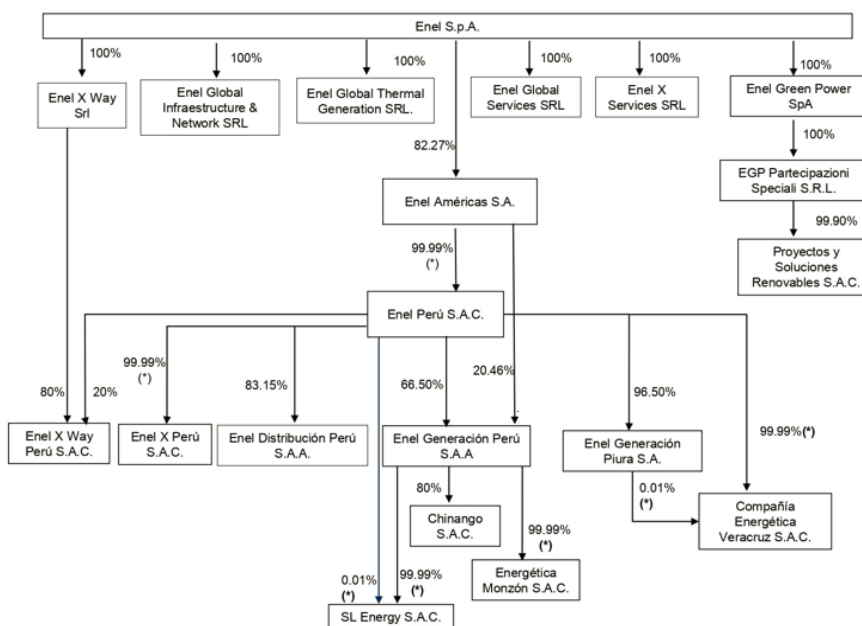 Enel S.p.A.
100%
100%
100%
100%
100%
100%
Enel X Way
Srl
Enel Global
Infraestructure &
Network SRL
Enel Global Thermal
Generation SRL.
Enel Global
Services SRL
Enel X
Services SRL
Enel Green Power
SpA
82.27%
100%
EGP Partecipazioni
Speciali S.R.L.
Enel Américas S.A.
99.90%
Proyectos y
Soluciones
Renovables S.A.C.
99.99%
(*)
Enel Perú S.A.C.
80%
20%
99.99%
(*)
83.15%
66.50%
20.46%
96.50%
99.99%(*)
Enel X Way
Perú S.A.C.
Enel X Perú
S.A.C.
Enel Distribución Perú
S.A.A.
Enel Generación Perú
S.A.A
Enel Generación
Piura S.A.
80%
0.01%
(*)
Chinango
S.A.C.
Compañía
Energética
Veracruz S.A.C.
99.99%
(*)
Energética
Monzón S.A.C.
0.01%
(*)
99.99%
(*)
SL Energy S.A.C.